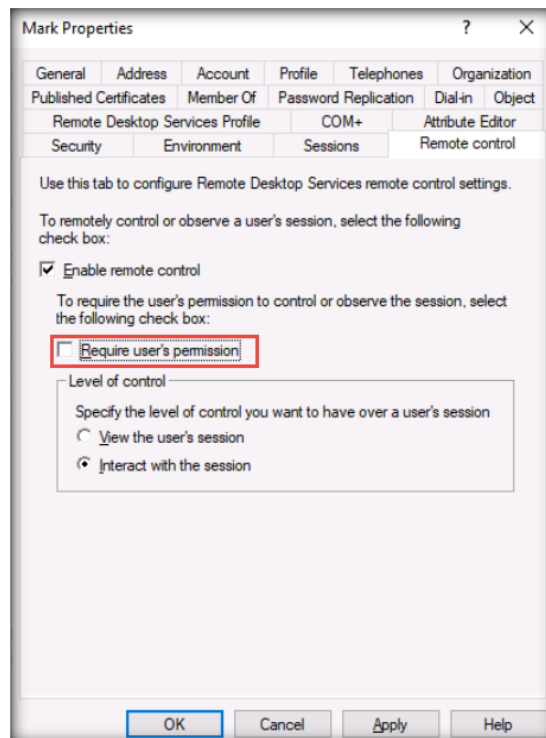 Mark Properties ? X
General Address Account Profile Telephones Organization
Published Certificates Member Of Password Replication Dial-in Object
Remote Desktop Services Profile COM+ Attribute Editor
Security Environment Sessions Remote control
Use this tab to configure Remote Desktop Services remote control settings.
To remotely control or observe a user's session, select the following
check box:
Enable remote control
To require the user's permission to control or observe the session, select
the following check box:
Require user's permission
Level of control
Specify the level of control you want to have over a user's session
View the user's session
Interact with the session
OK Cancel Apply Help